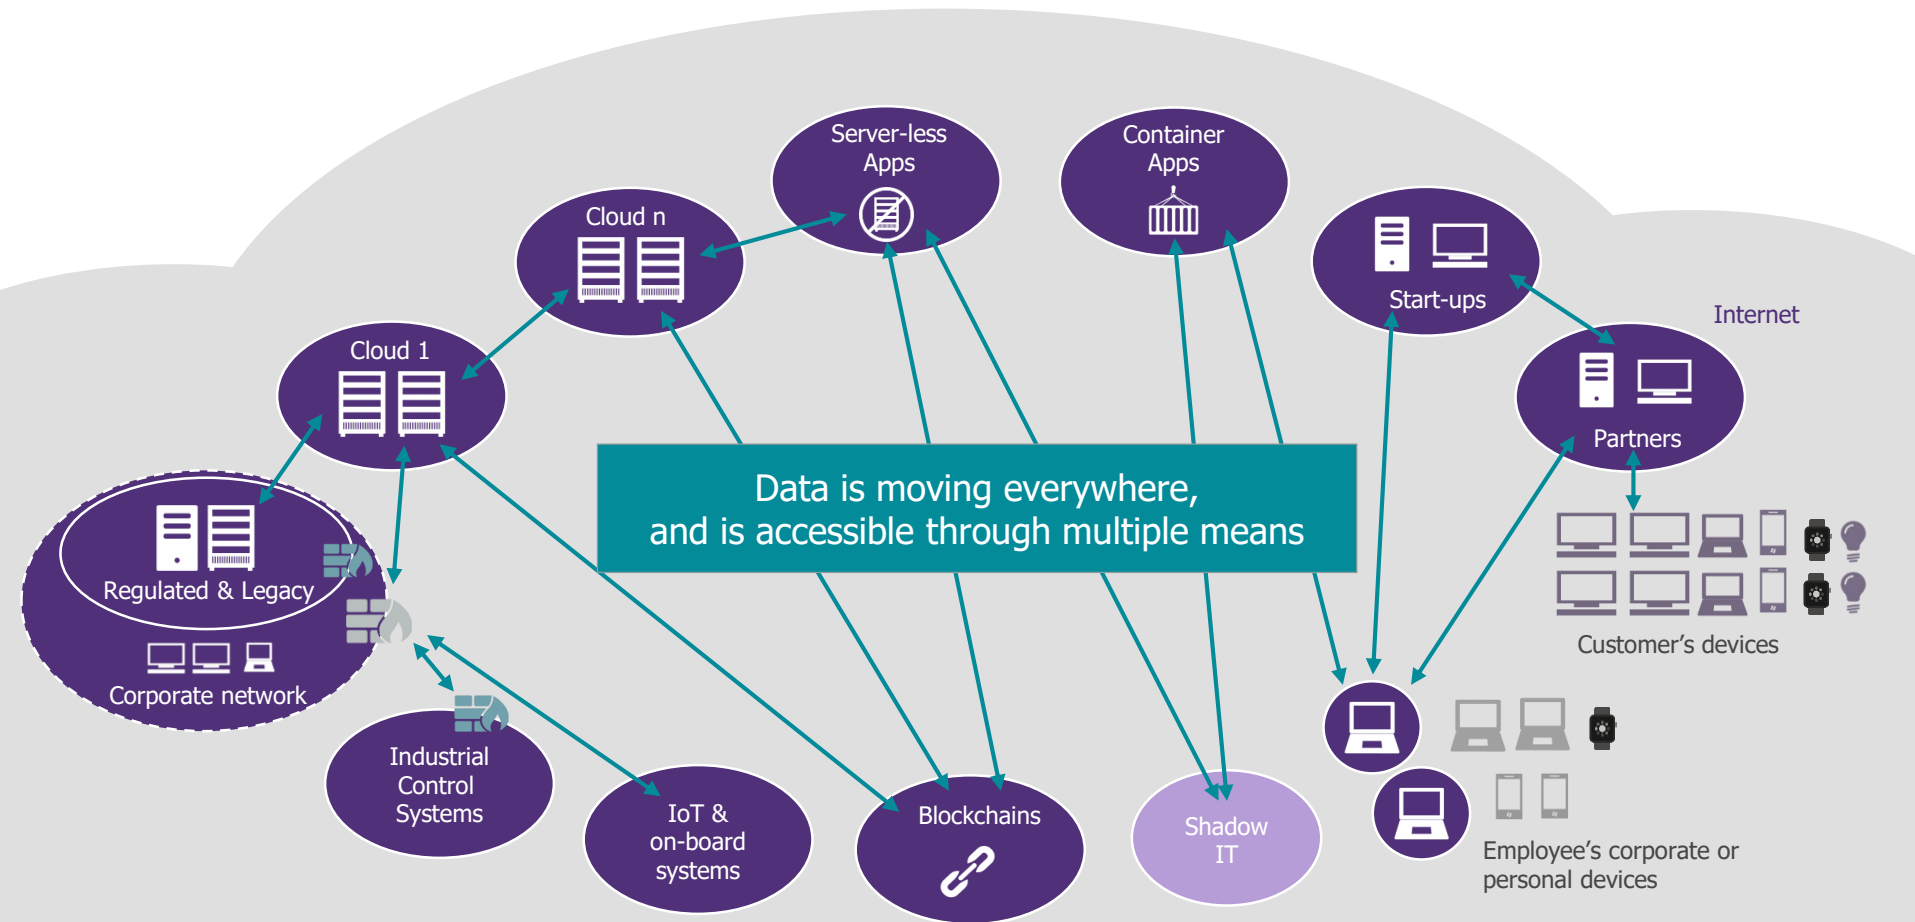 Server-less
Apps
Container
Apps
Cloud n
Start-ups
Internet
Cloud 1
Partners
Data is moving everywhere,
and is accessible through multiple means
Regulated & Legacy
Customer’s devices
Corporate network
Industrial
Control
Systems
IoT &
on-board
systems
Blockchains
Shadow
IT
Employee’s corporate or
personal devices